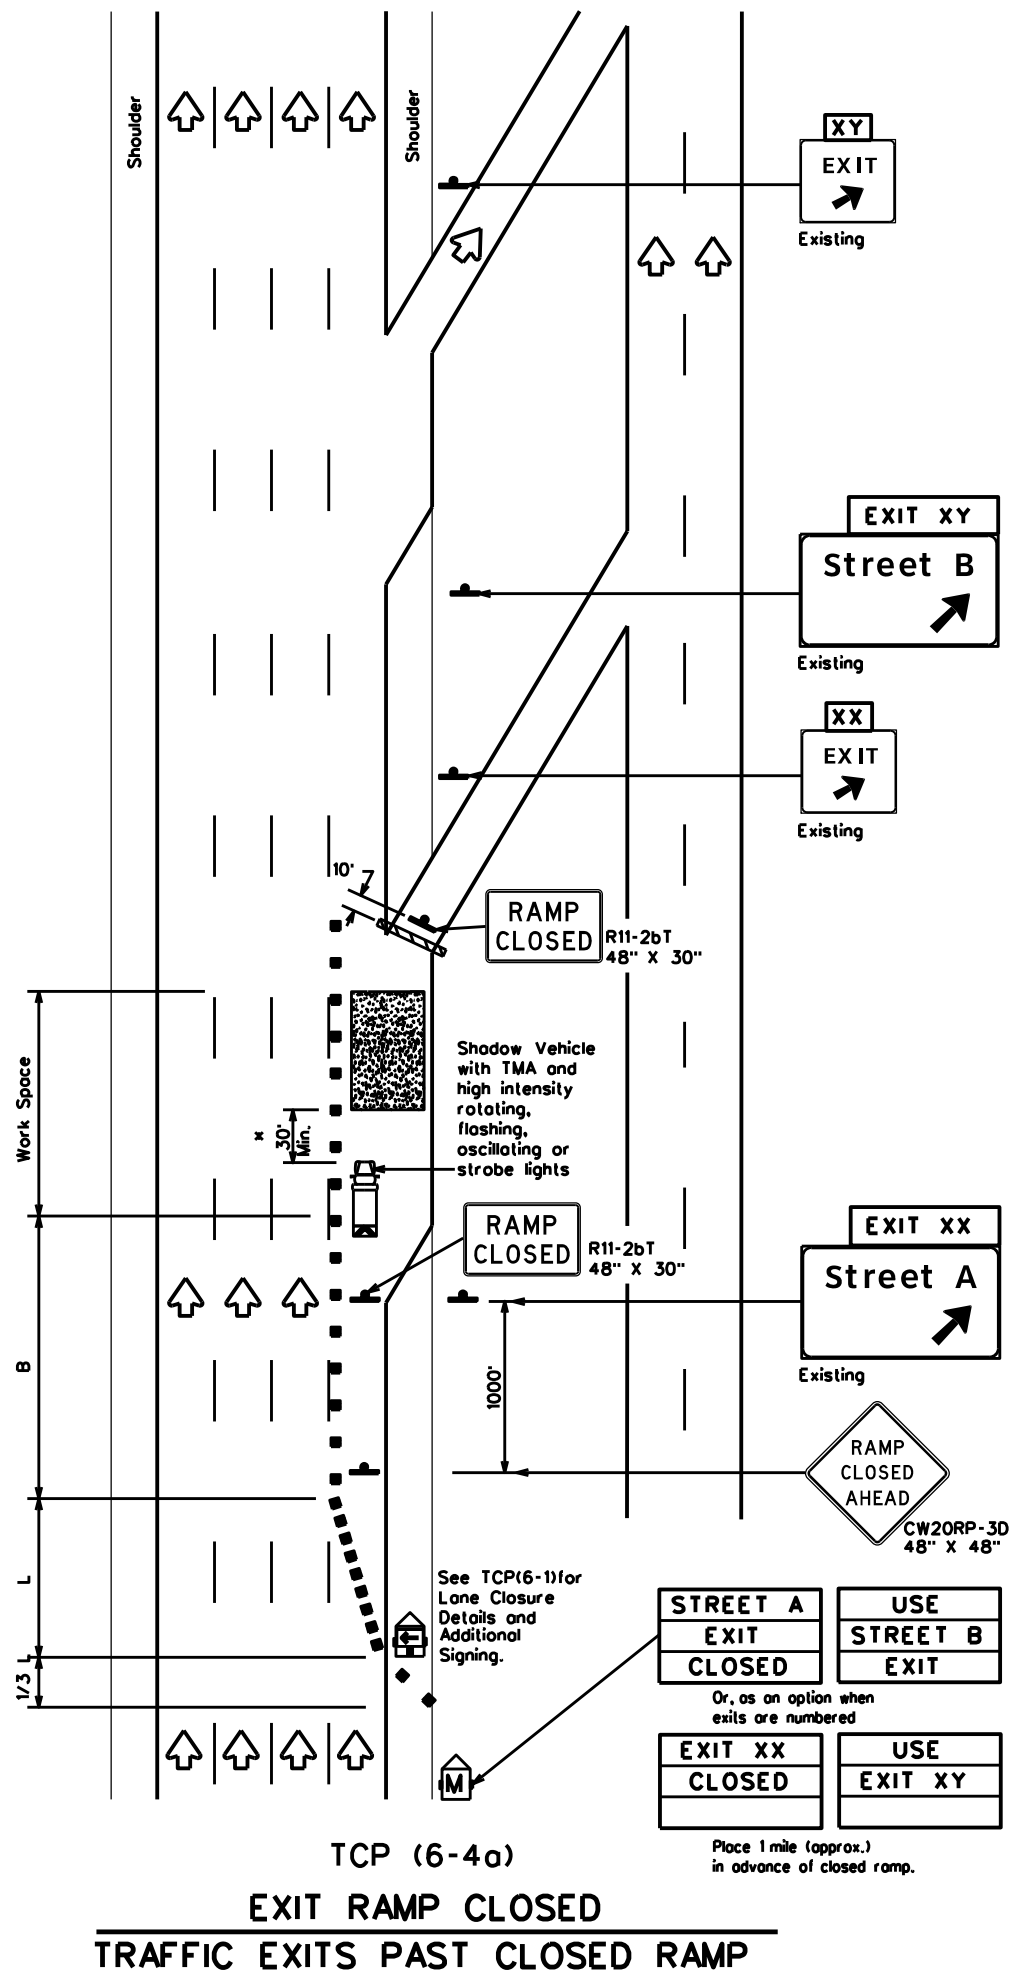 Shoulder
Shoulder
XY
EXIT
Existing
EXIT XY
Street B
Existing
XX
EXIT
Existing
10'
RAMP
CLOSED
R11-2bT
48" X 30"
Work Space
x
30'
Min.
Shadow Vehicle
with TMA and
high intensity
rotating,
flashing,
oscillating or
strobe lights
RAMP
CLOSED
R11-2bT
48" X 30"
EXIT XX
Street A
Existing
B
1000'
RAMP
CLOSED
AHEAD
CW20RP-3D
48" X 48"
L
1/3 L
See TCP(6-1)for
Lane Closure
Details and
Additional
Signing.
STREET A
EXIT
CLOSED
USE
STREET B
EXIT
Or, as an option when
exits are numbered
EXIT XX
CLOSED
USE
EXIT XY
M
Place 1 mile (approx.)
in advance of closed ramp.
TCP (6-4a)
EXIT RAMP CLOSED
TRAFFIC EXITS PAST CLOSED RAMP